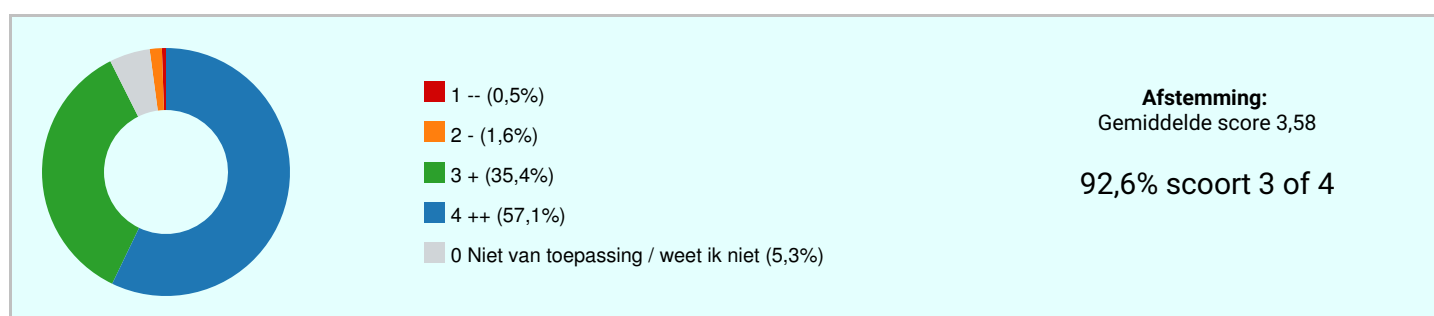 1 -- (0,5%)
2 - (1,6%)
3 + (35,4%)
4 ++ (57,1%)
0 Niet van toepassing / weet ik niet (5,3%)
Afstemming:
Gemiddelde score 3,58
92,6% scoort 3 of 4